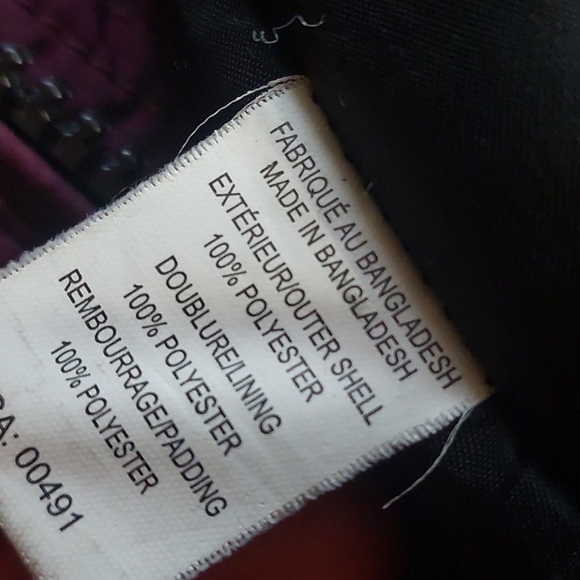 FABRIQUÉ AU BANGLADESH
MADE IN BANGLADESH
EXTÉRIEUR/OUTER SHELL
100% POLYESTER
DOUBLURE/LINING
100% POLYESTER
REMBOURRAGE/PADDING
100% POLYESTER
00491